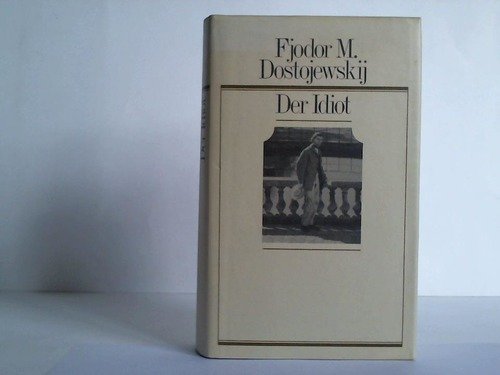 Fjodor M.
Dostojewskij
Der Idiot